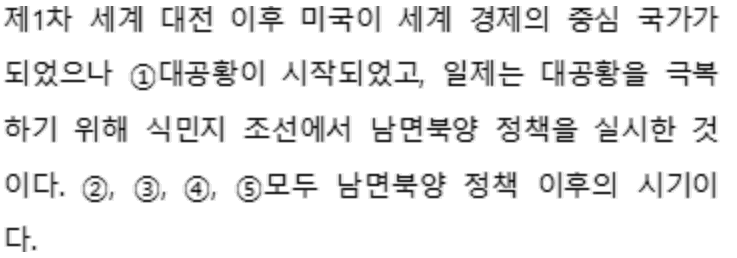 제1차 세계 대전 이후 미국이 세계 경제의 중심 국가가
되었으나 ①대공황이 시작되었고, 일제는 대공황을 극복
하기 위해 식민지 조선에서 남면북양 정책을 실시한 것
이다. ②, ③, ④, ⑤모두 남면북양 정책 이후의 시기이
다.